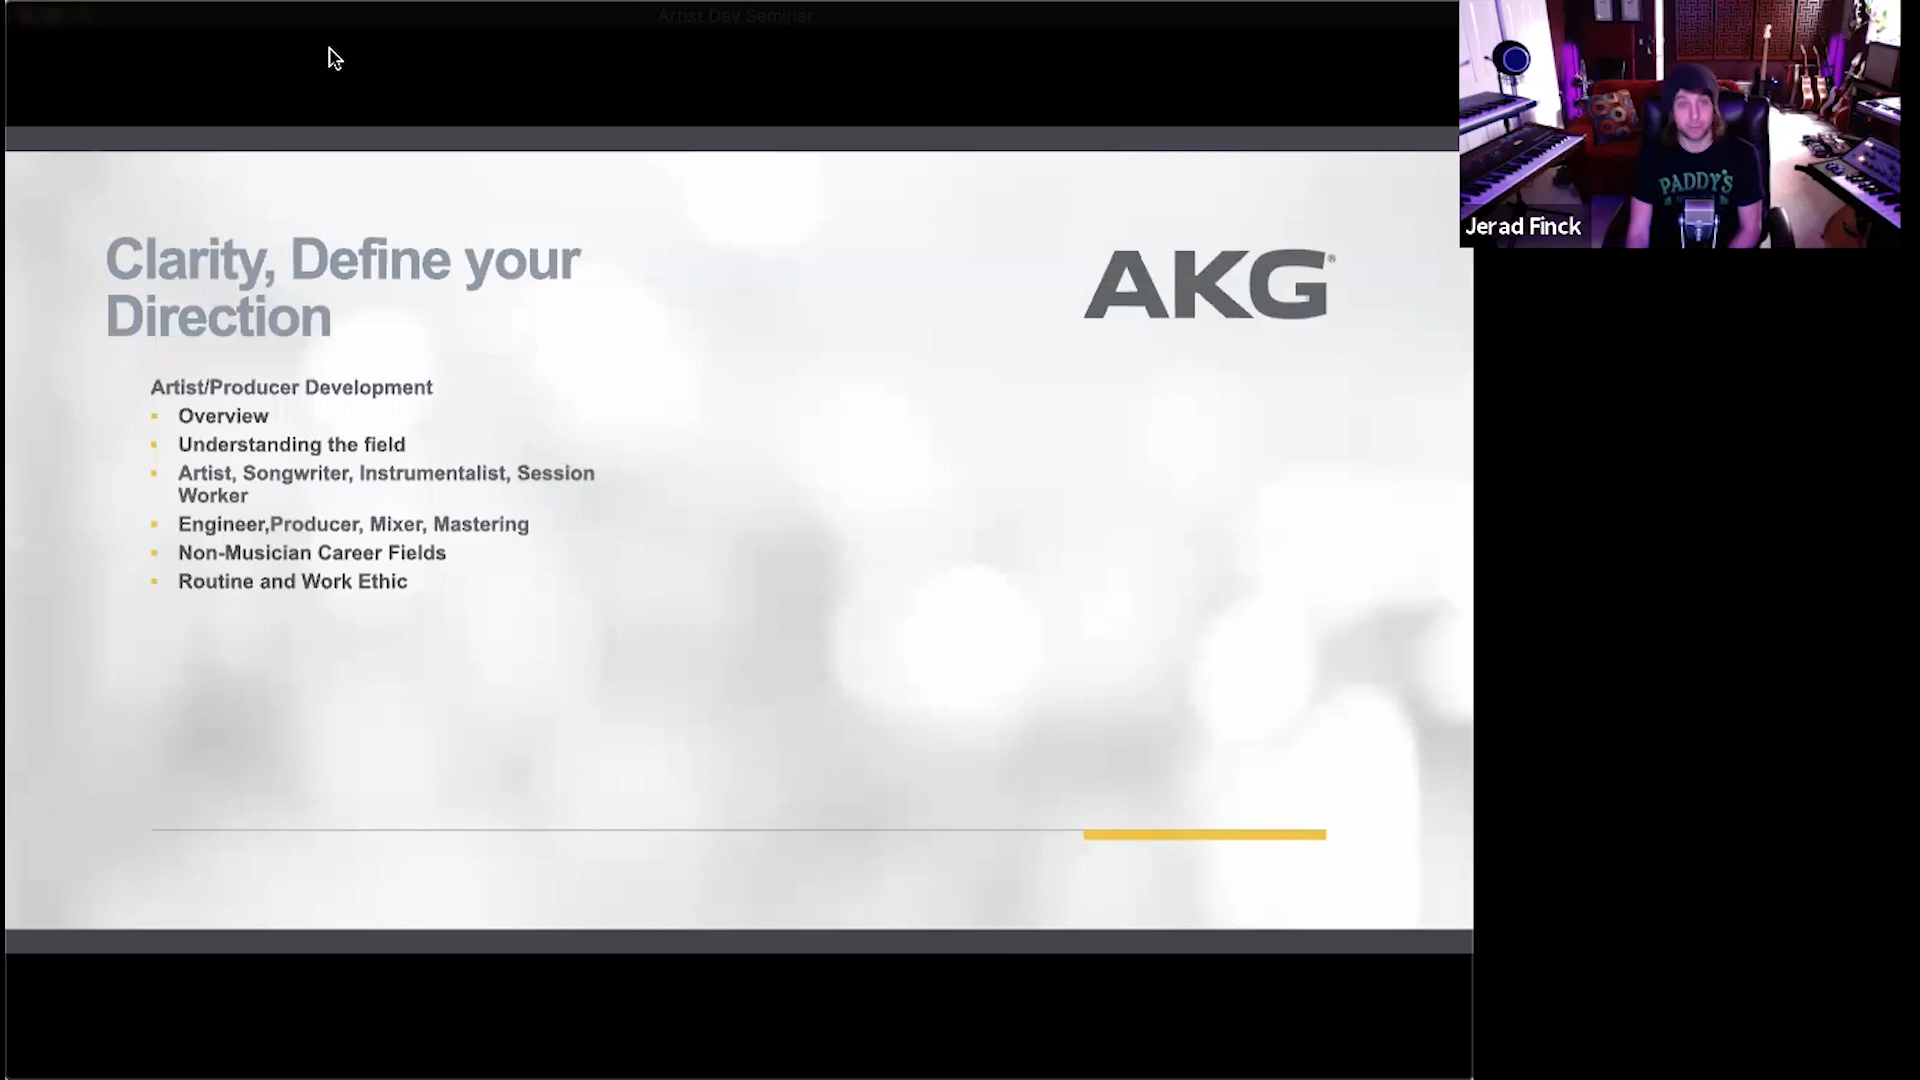 Artist Dev Seminar
Clarity, Define your
Direction
AKG®
Artist/Producer Development
▪ Overview
▪ Understanding the field
▪ Artist, Songwriter, Instrumentalist, Session
Worker
▪ Engineer,Producer, Mixer, Mastering
▪ Non-Musician Career Fields
▪ Routine and Work Ethic
PADDY'S
Jerad Finck